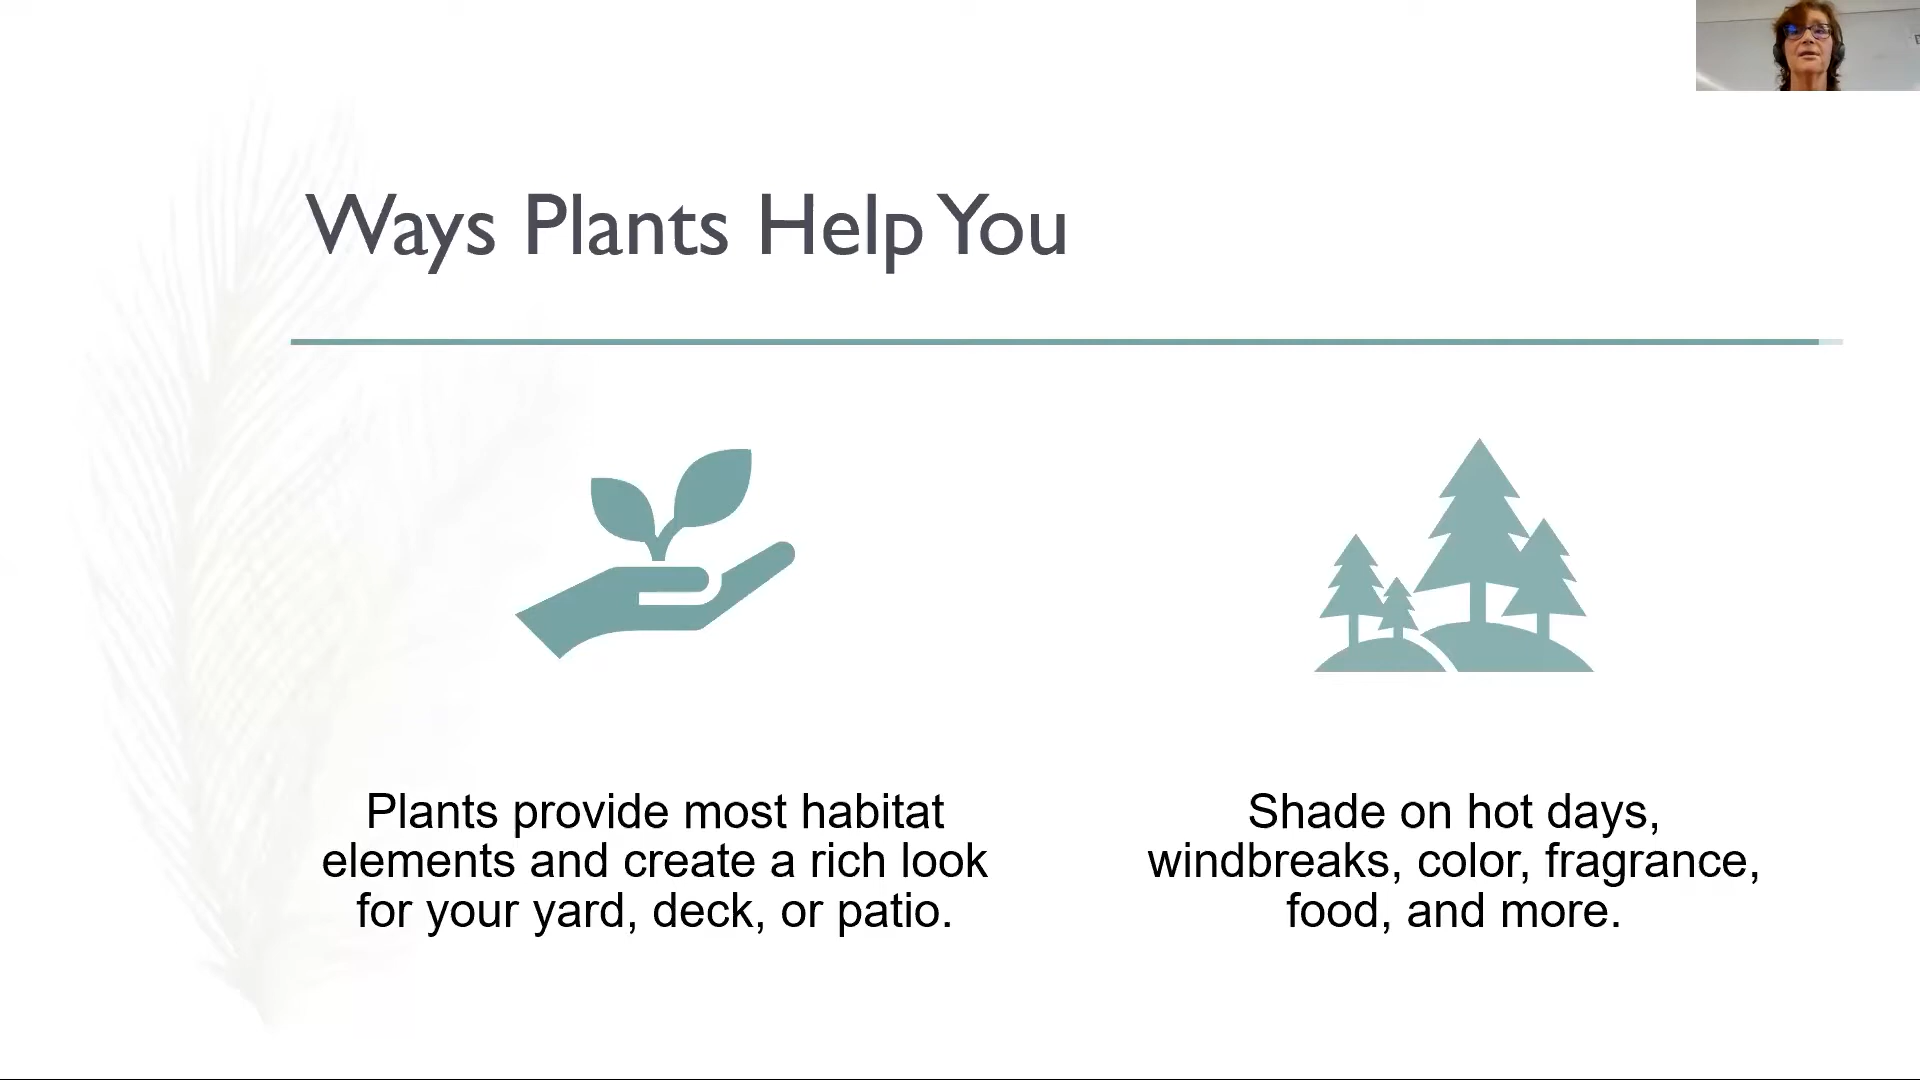 Ways Plants Help You
Plants provide most habitat
elements and create a rich look
for your yard, deck, or patio.
Shade on hot days,
windbreaks, color, fragrance,
food, and more.